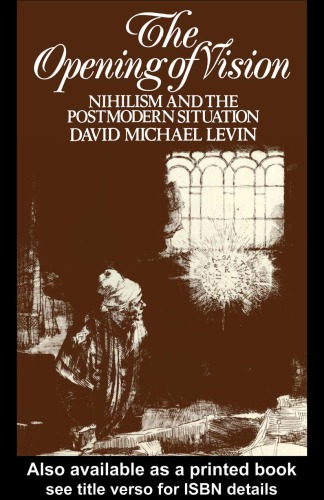 The
Opening of Vision
NIHILISM AND THE
POSTMODERN SITUATION
DAVID MICHAEL LEVIN
Also available as a printed book
see title verso for ISBN details